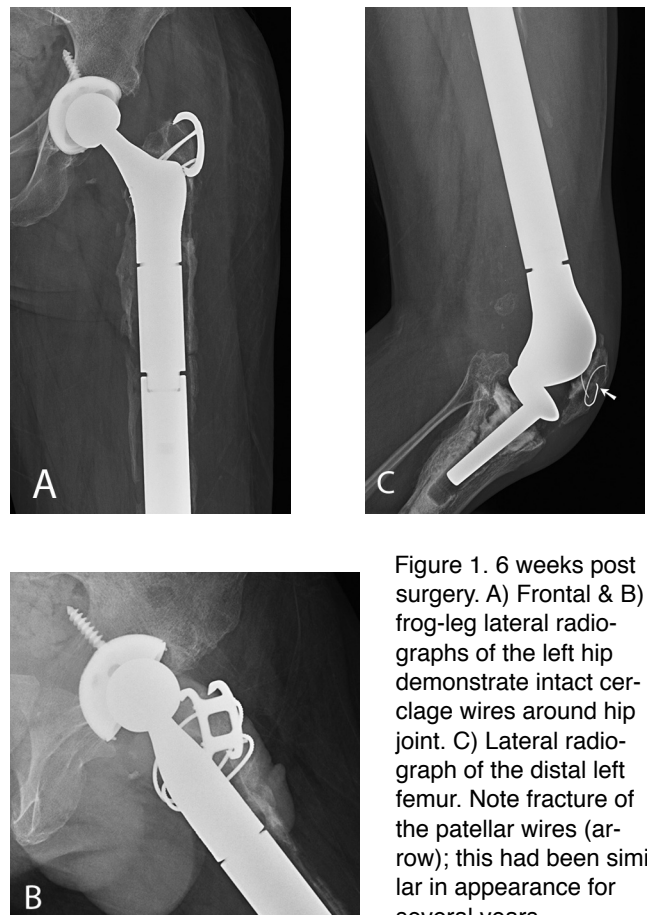 A
C
B
Figure 1. 6 weeks post
surgery. A) Frontal & B)
frog-leg lateral radio-
graphs of the left hip
demonstrate intact cer-
clage wires around hip
joint. C) Lateral radio-
graph of the distal left
femur. Note fracture of
the patellar wires (ar-
row); this had been simi
lar in appearance for
several years